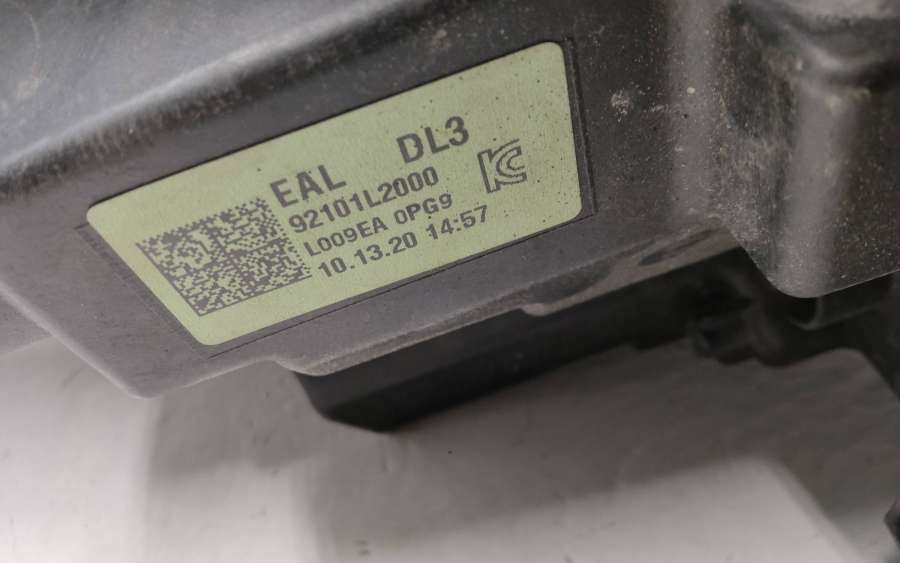 EAL DL3
92101L2000
L009EA 0PG9
10.13.20 14:57